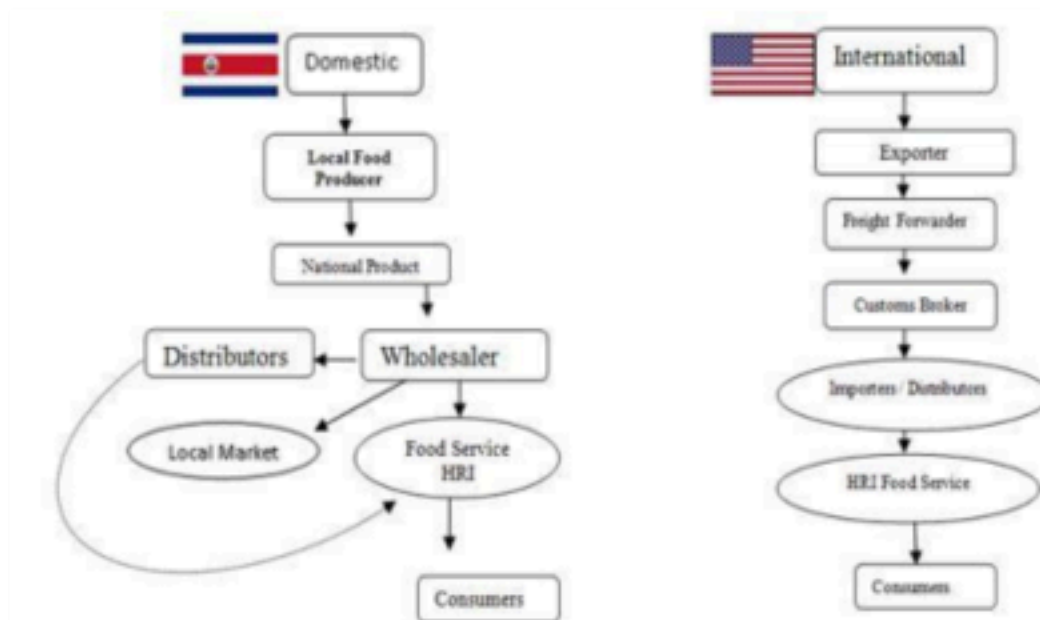 Domestic
Local Food
Producer
National Product
Distributors
Wholesaler
Local Market
Food Service
HRI
Consumers
International
Exporter
Freight Forwarder
Customs Broker
Importers / Distributors
HRI Food Service
Consumers